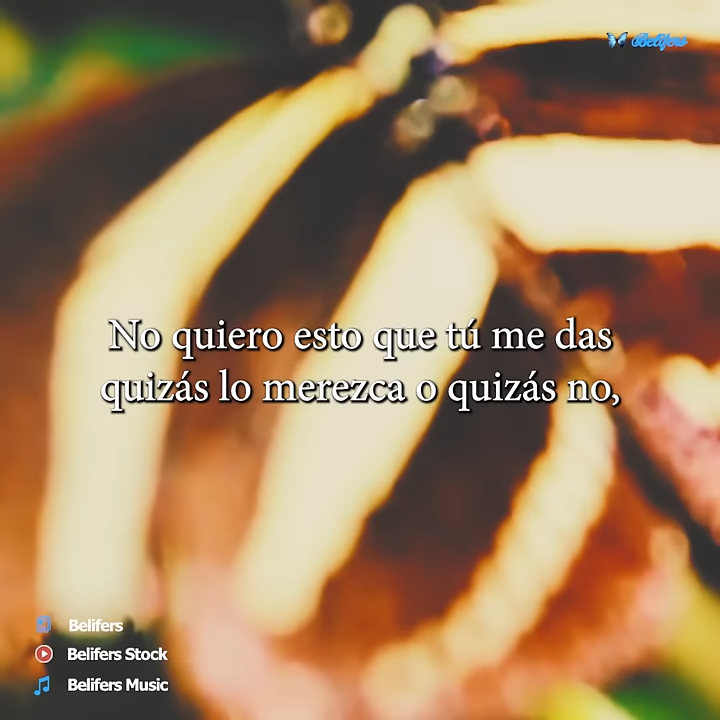 Belifers
No quiero esto que tú me das
quizás lo merezca o quizás no,
Belifers
Belifers Stock
Belifers Music